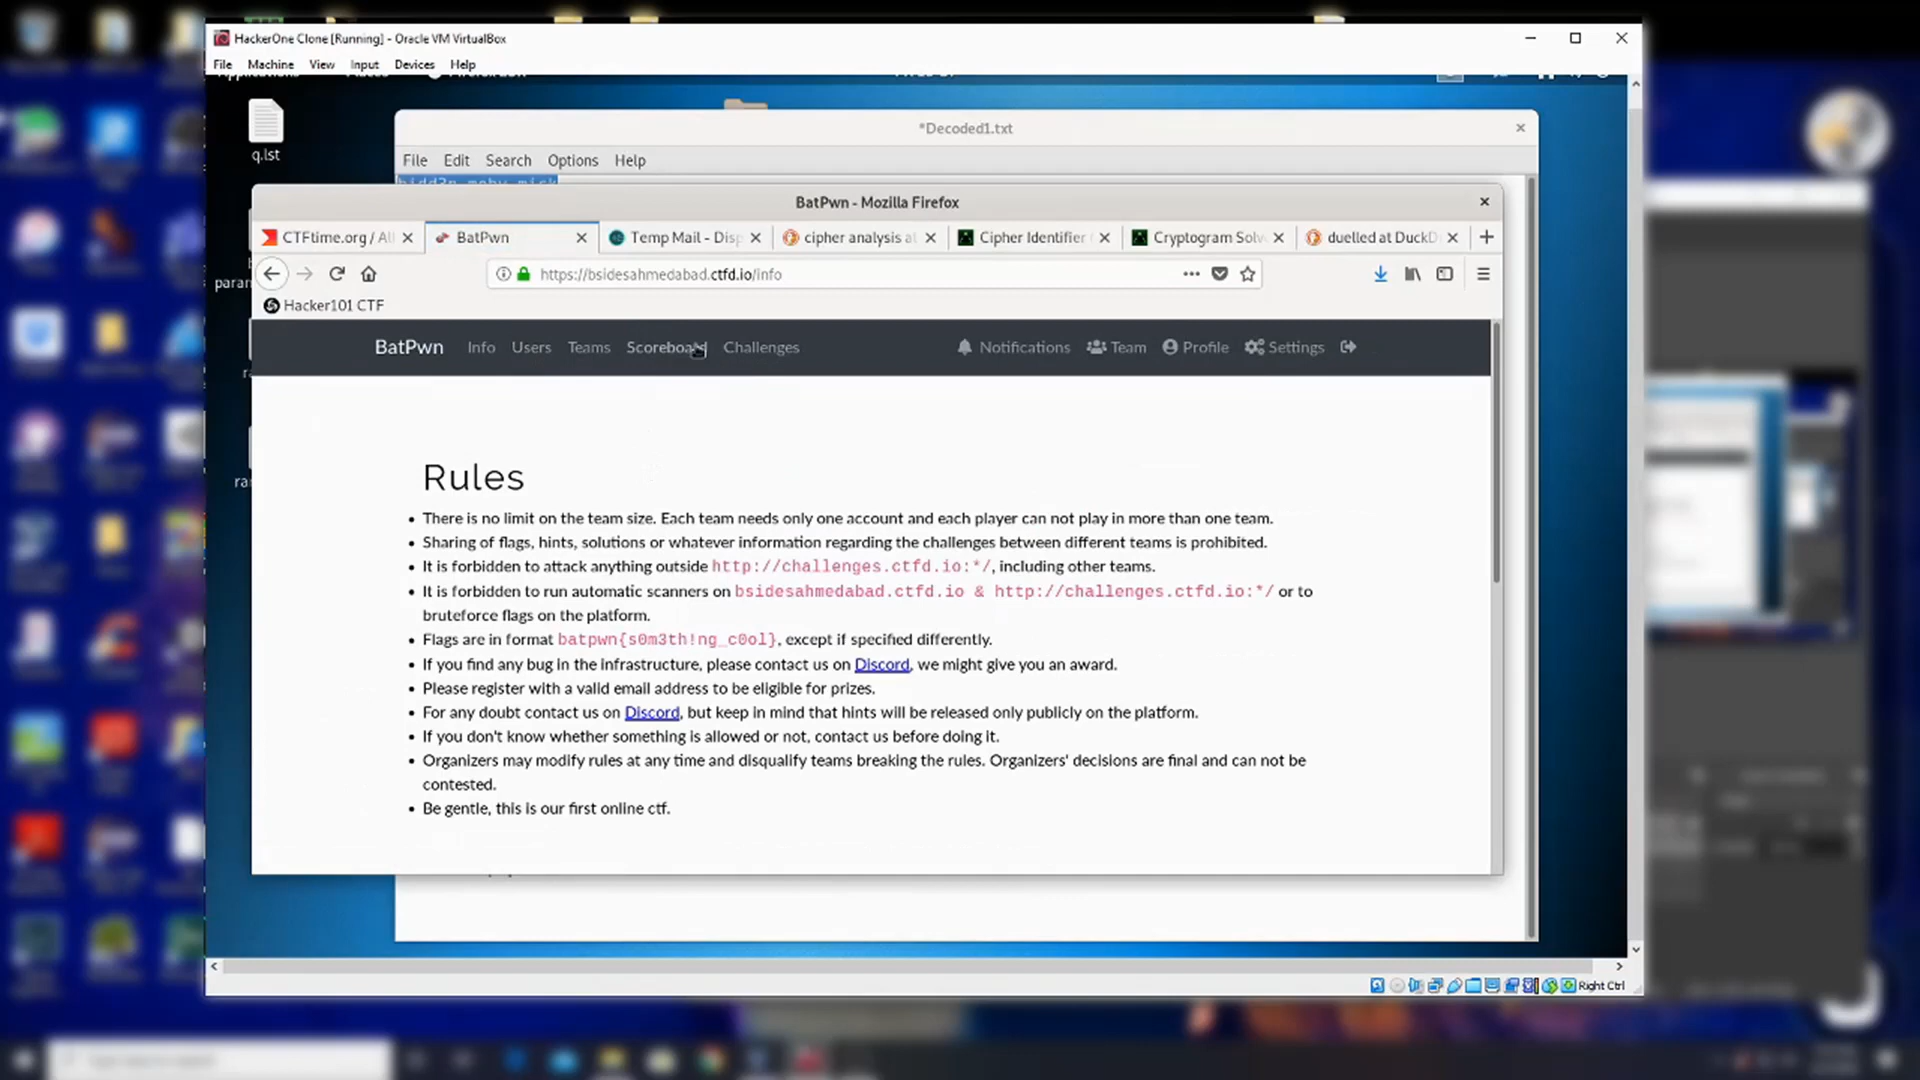 HackerOne Clone [Running] - Oracle VM VirtualBox
File Machine View Input Devices Help
q.lst
*Decoded1.txt
File Edit Search Options Help
BatPwn - Mozilla Firefox
CTFtime.org / All
BatPwn
Temp Mail - Disp
cipher analysis at
Cipher Identifier
Cryptogram Solv
duelled at DuckD
https://bsidesahmedabad.ctfd.io/info
Hacker101 CTF
BatPwn Info Users Teams Scoreboard Challenges Notifications Team Profile Settings
Rules
There is no limit on the team size. Each team needs only one account and each player can not play in more than one team.
Sharing of flags, hints, solutions or whatever information regarding the challenges between different teams is prohibited.
It is forbidden to attack anything outside http://challenges.ctfd.io:*/, including other teams.
It is forbidden to run automatic scanners on bsidesahmedabad.ctfd.io & http://challenges.ctfd.io:*/ or to
bruteforce flags on the platform.
Flags are in format batpwn{s0m3th!ng_c0ol}, except if specified differently.
If you find any bug in the infrastructure, please contact us on Discord, we might give you an award.
Please register with a valid email address to be eligible for prizes.
For any doubt contact us on Discord, but keep in mind that hints will be released only publicly on the platform.
If you don't know whether something is allowed or not, contact us before doing it.
Organizers may modify rules at any time and disqualify teams breaking the rules. Organizers' decisions are final and can not be
contested.
Be gentle, this is our first online ctf.
Right Ctrl